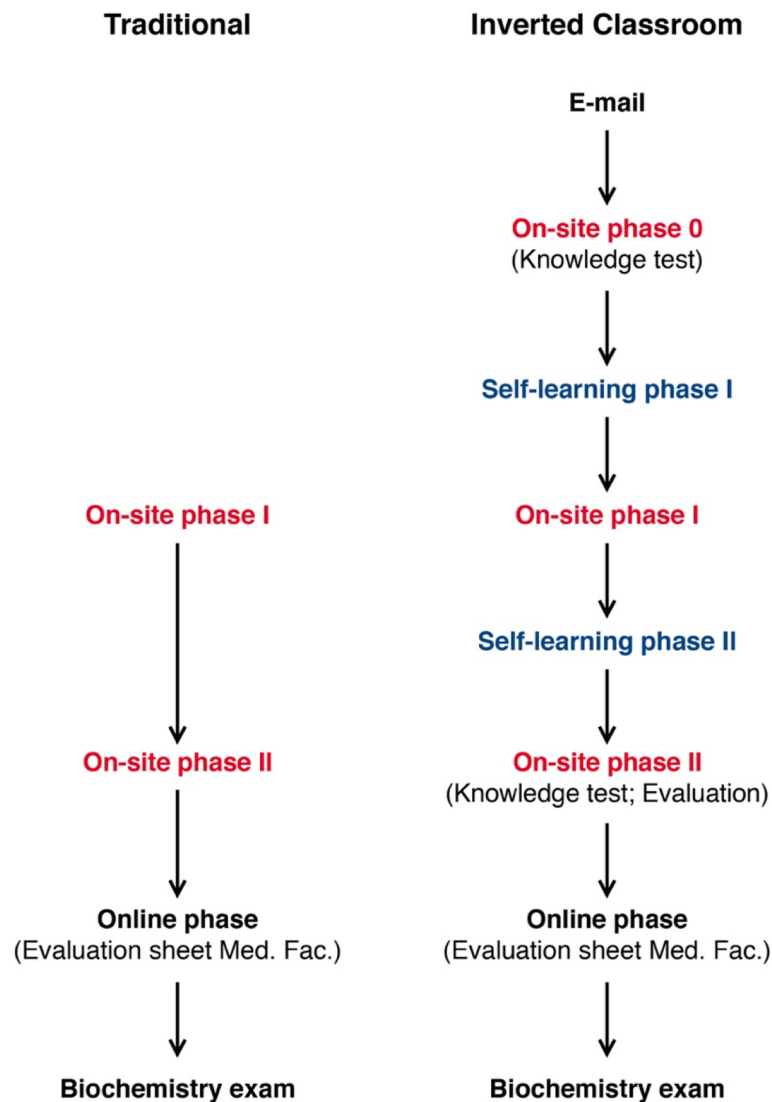 Traditional
On-site phase I
On-site phase II
Online phase
(Evaluation sheet Med. Fac.)
Biochemistry exam
Inverted Classroom
E-mail
On-site phase 0
(Knowledge test)
Self-learning phase I
On-site phase I
Self-learning phase II
On-site phase II
(Knowledge test; Evaluation)
Online phase
(Evaluation sheet Med. Fac.)
Biochemistry exam